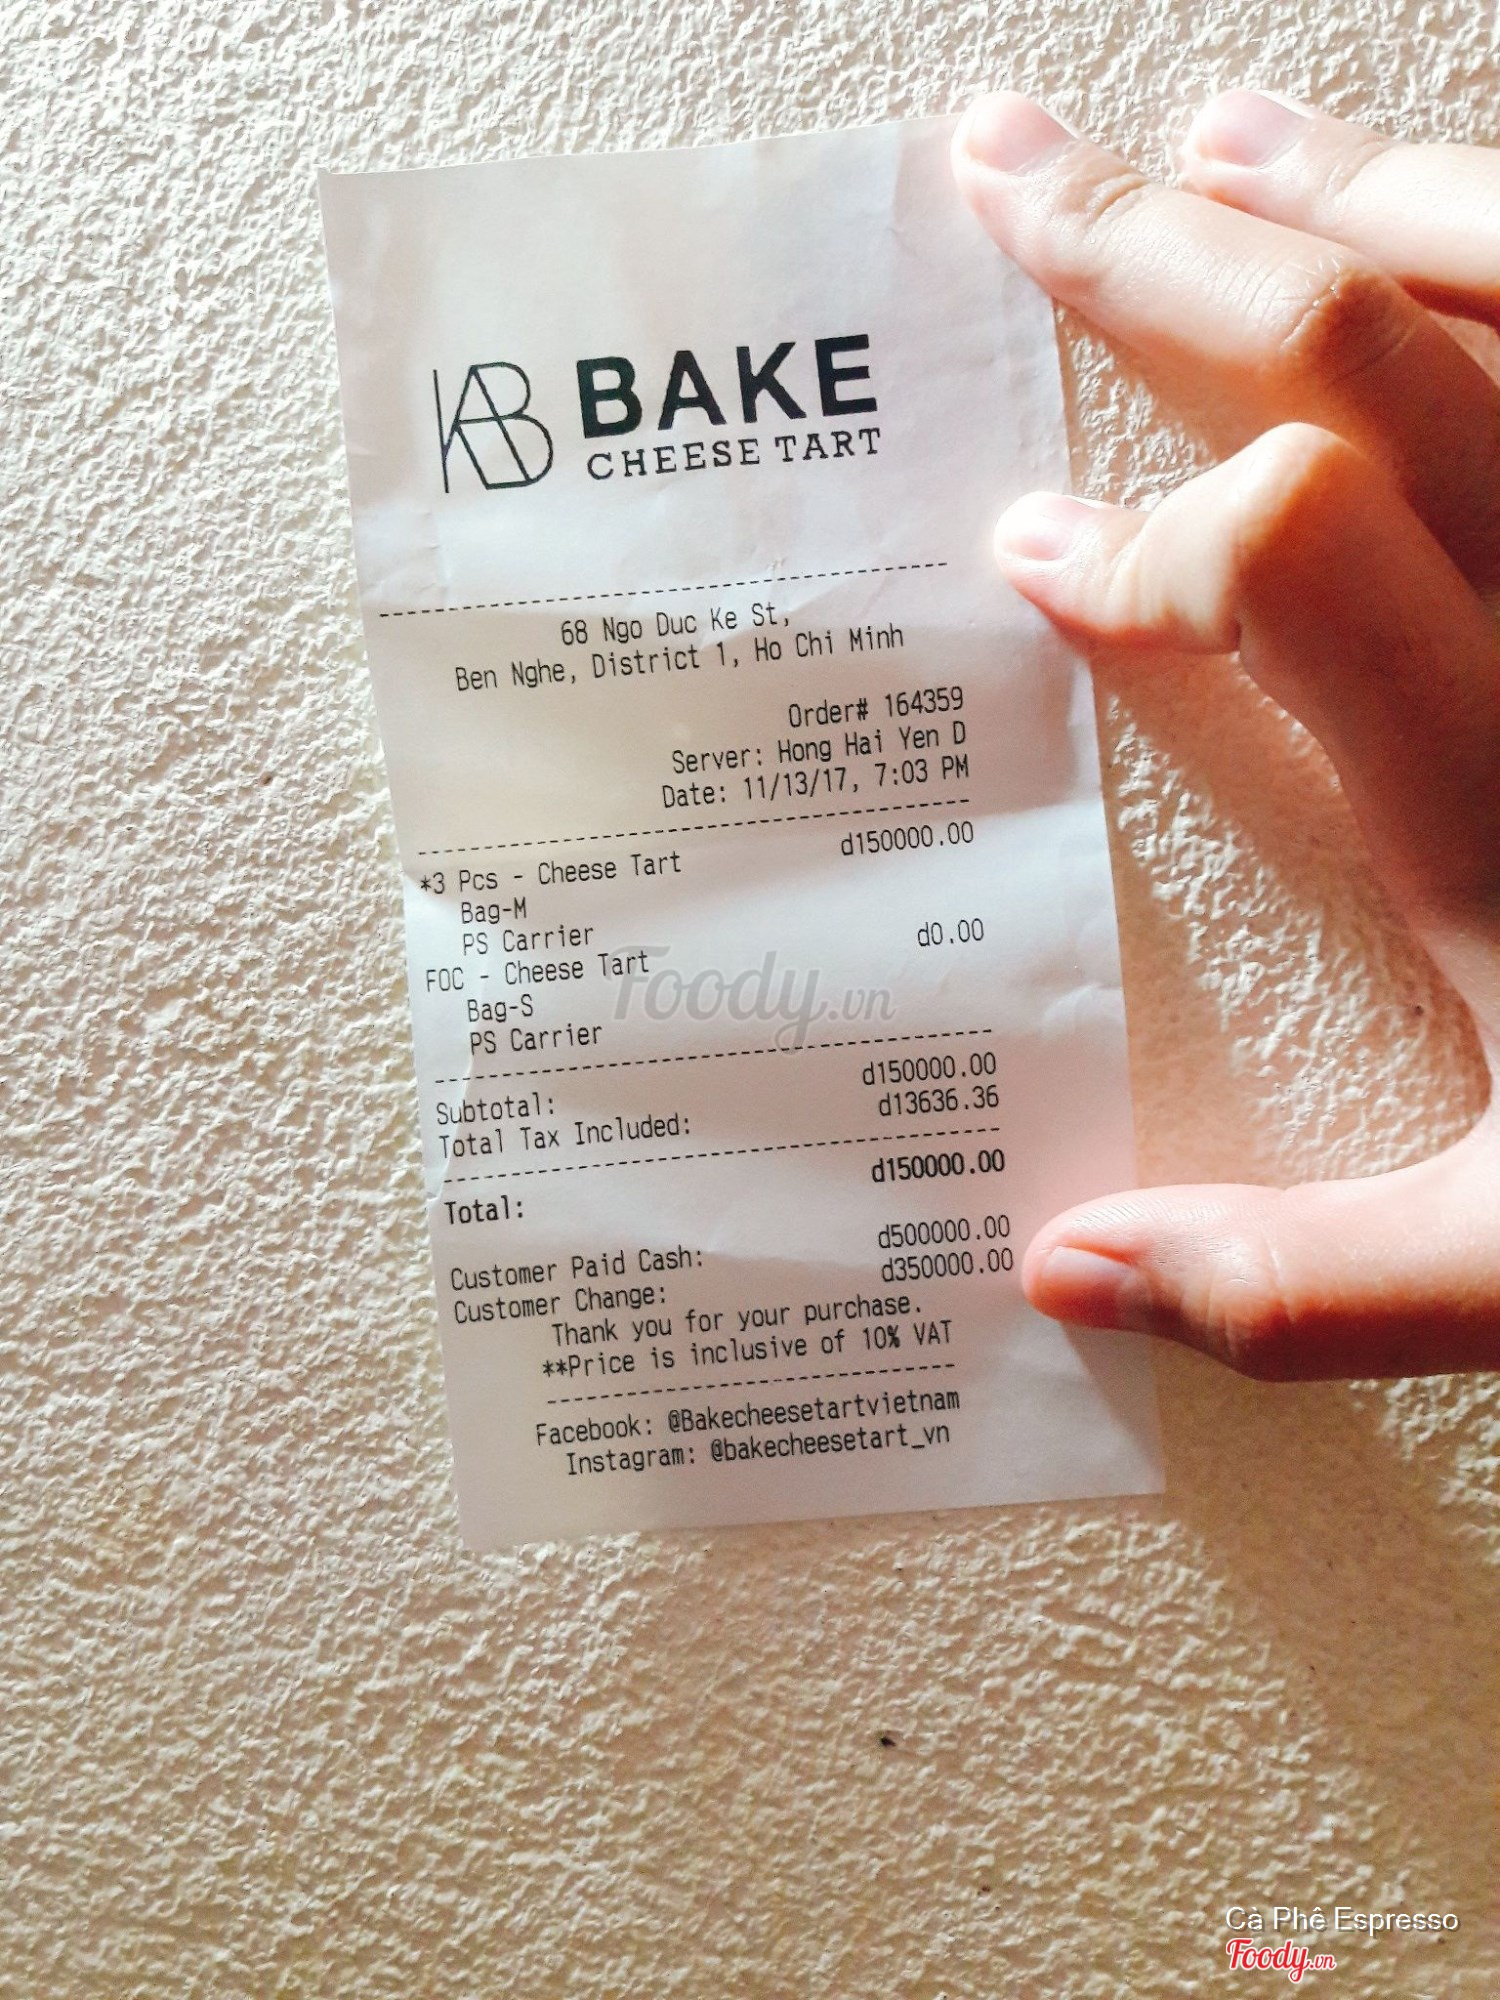 KAB BAKE
CHEESE TART
68 Ngo Duc Ke St,
Ben Nghe, District 1, Ho Chi Minh
Order# 164359
Server: Hong Hai Yen D
Date: 11/13/17, 7:03 PM
*3 Pcs - Cheese Tart d150000.00
Bag-M
PS Carrier
FOC - Cheese Tart d0.00
Bag-S
PS Carrier
Foody.vn
Subtotal: d150000.00
Total Tax Included: d13636.36
Total: d150000.00
Customer Paid Cash: d500000.00
Customer Change: d350000.00
Thank you for your purchase.
**Price is inclusive of 10% VAT
Facebook: @Bakecheesetartvietnam
Instagram: @bakecheesetart_vn
Cà Phê Espresso
Foody.vn